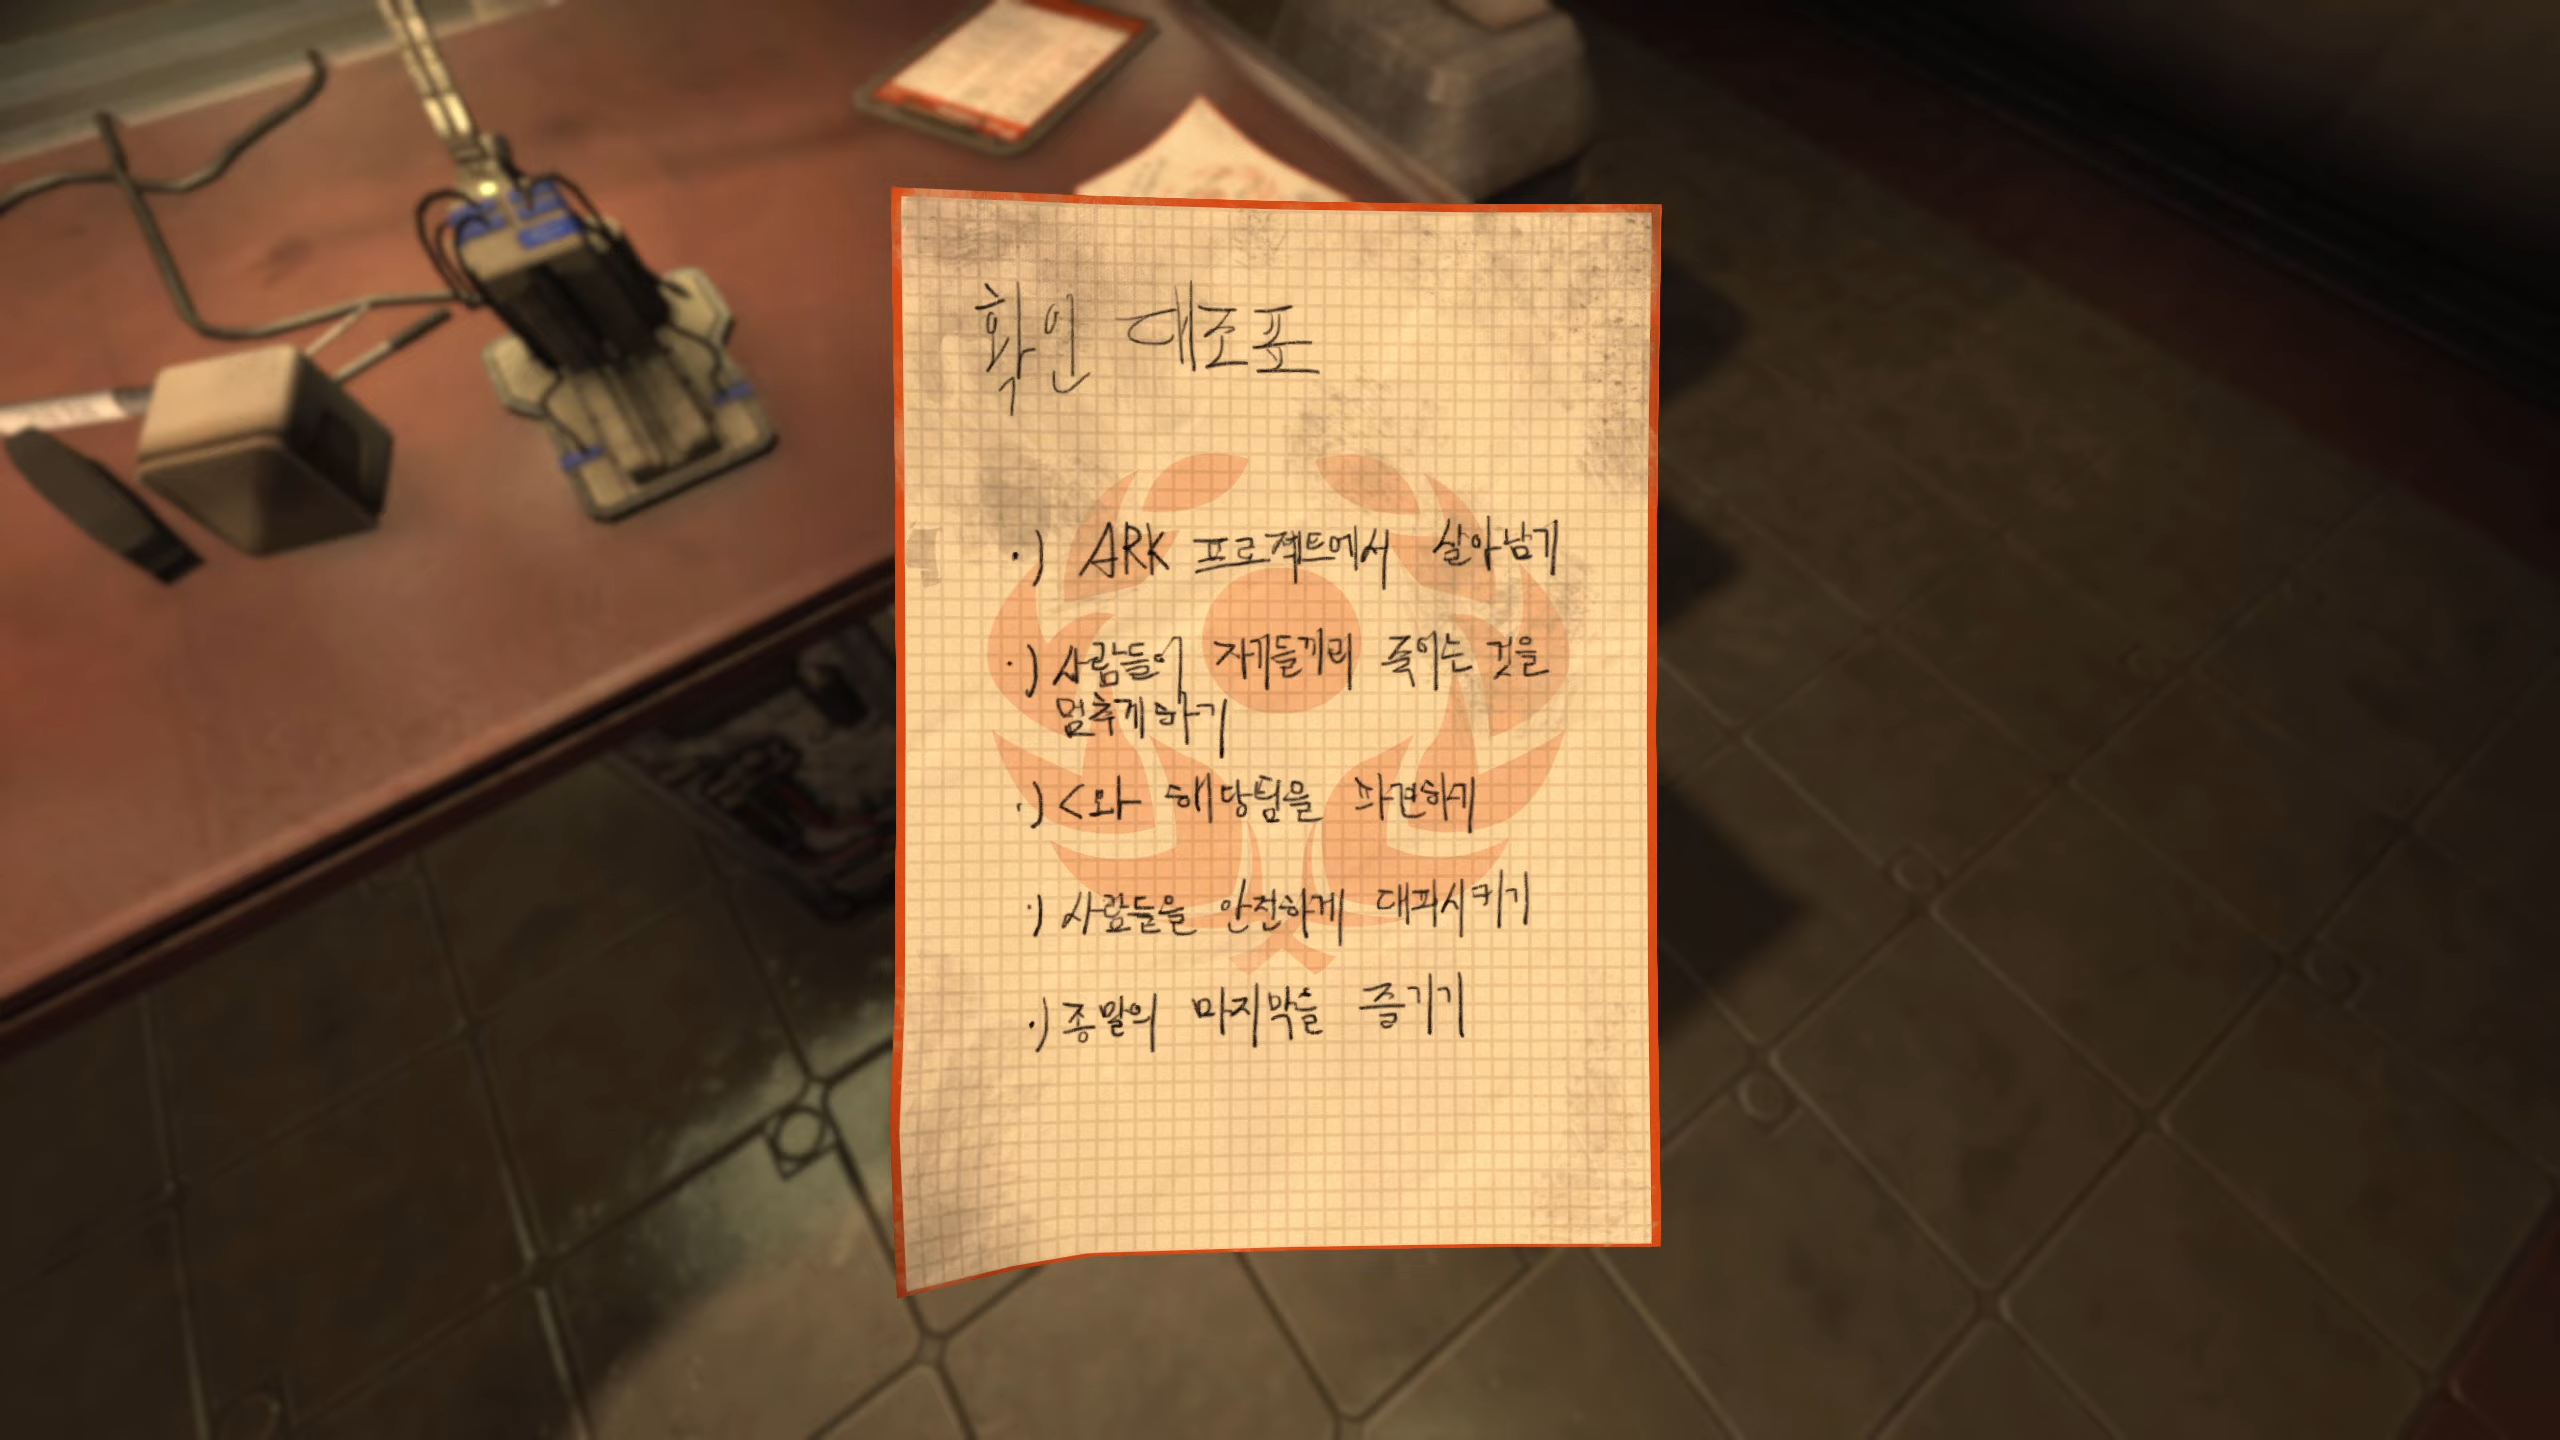 확인 대조표
·) ARK 프로젝트에서 살아남기
·) 사람들이 자기들끼리 죽이는 것을
멈추게 하기
·) <와 해당팀을 파견하기
·) 사람들을 안전하게 대피시키기
·) 종말의 마지막을 즐기기